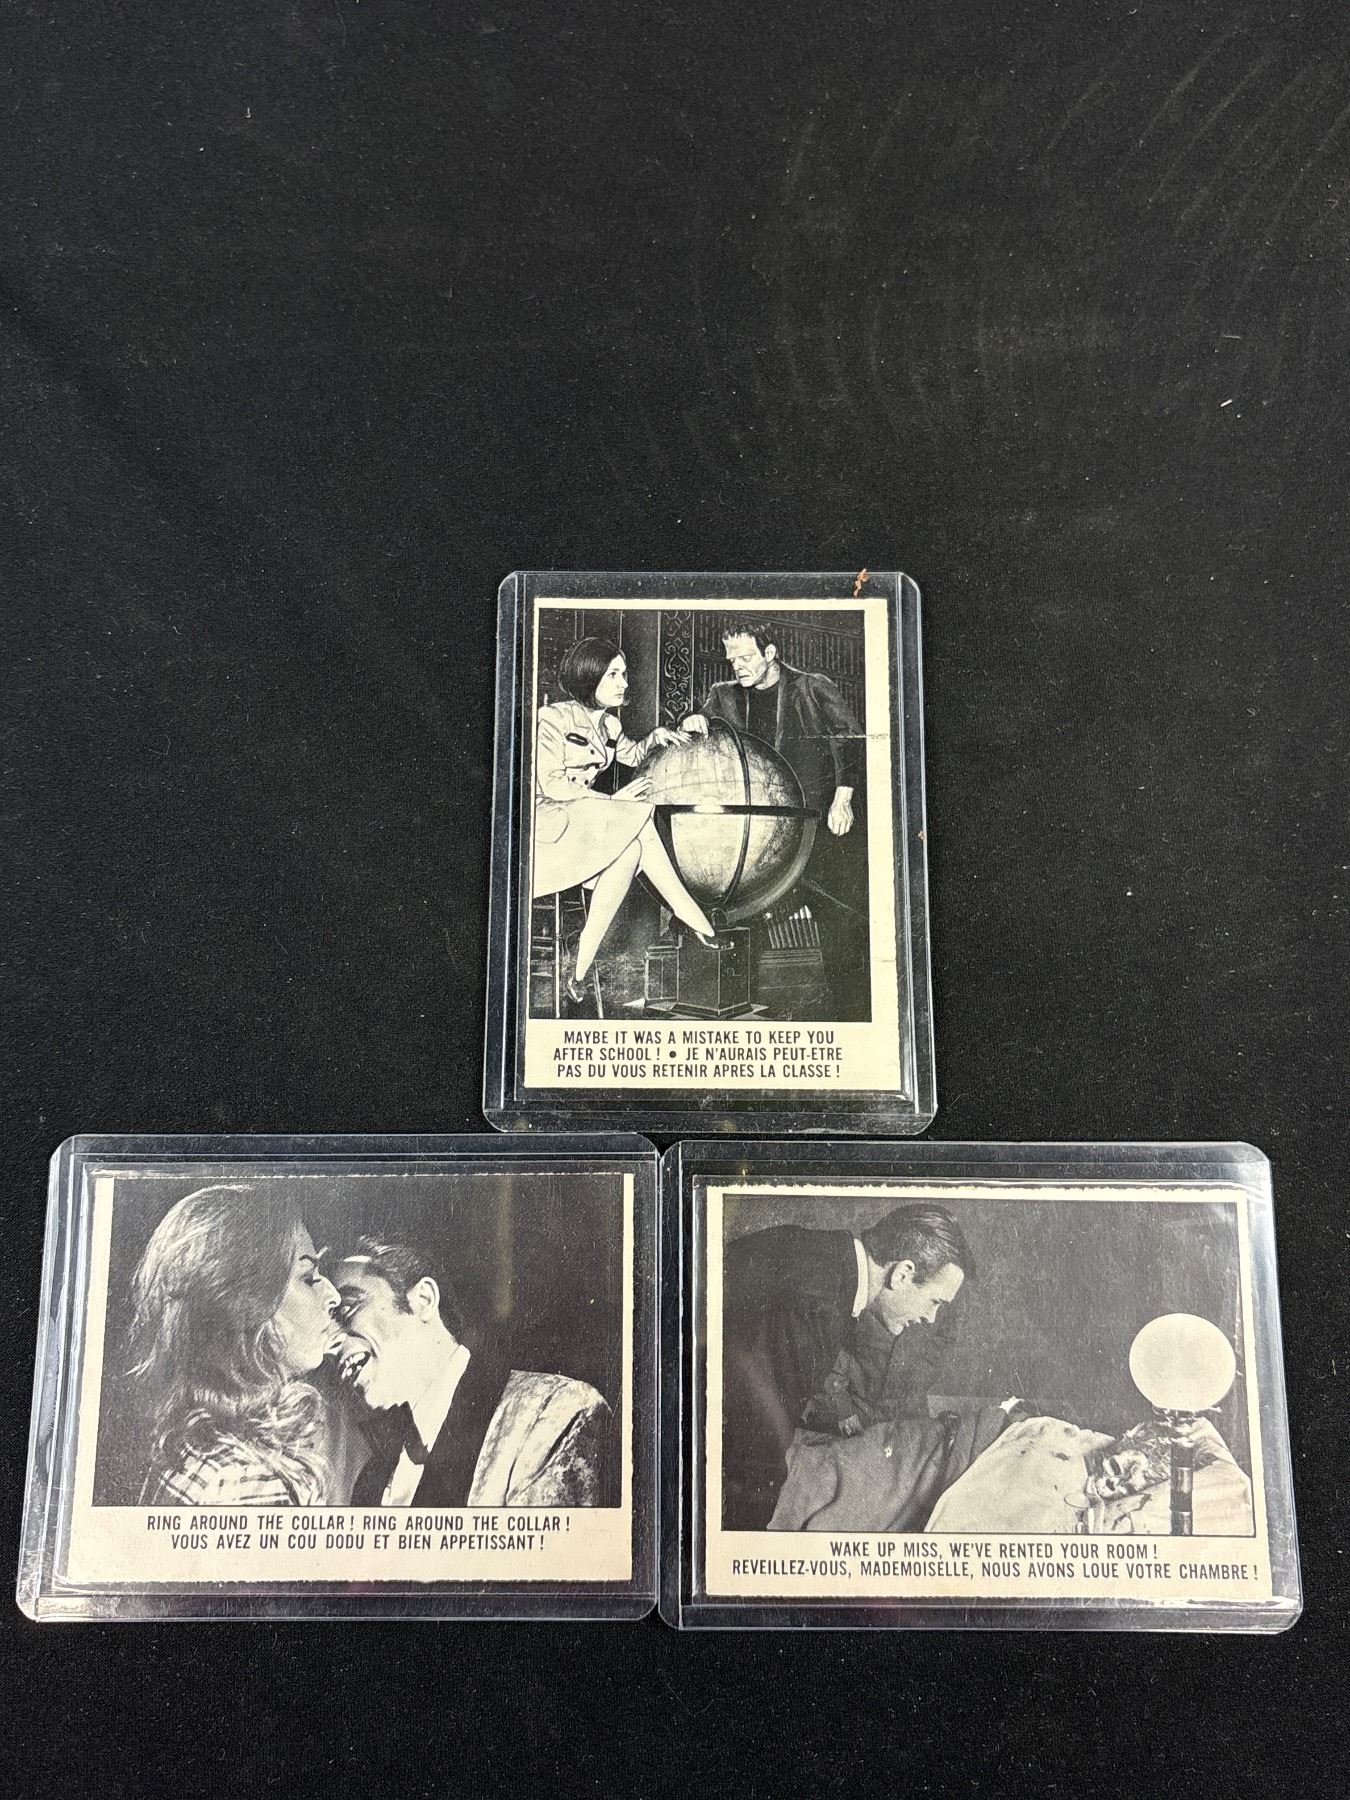 MAYBE IT WAS A MISTAKE TO KEEP YOU
AFTER SCHOOL! • JE N'AURAIS PEUT-ETRE
PAS DU VOUS RETENIR APRES LA CLASSE!
RING AROUND THE COLLAR! RING AROUND THE COLLAR!
VOUS AVEZ UN COU DODU ET BIEN APPETISSANT!
WAKE UP MISS, WE'VE RENTED YOUR ROOM!
REVEILLEZ-VOUS, MADEMOISELLE, NOUS AVONS LOUE VOTRE CHAMBRE!